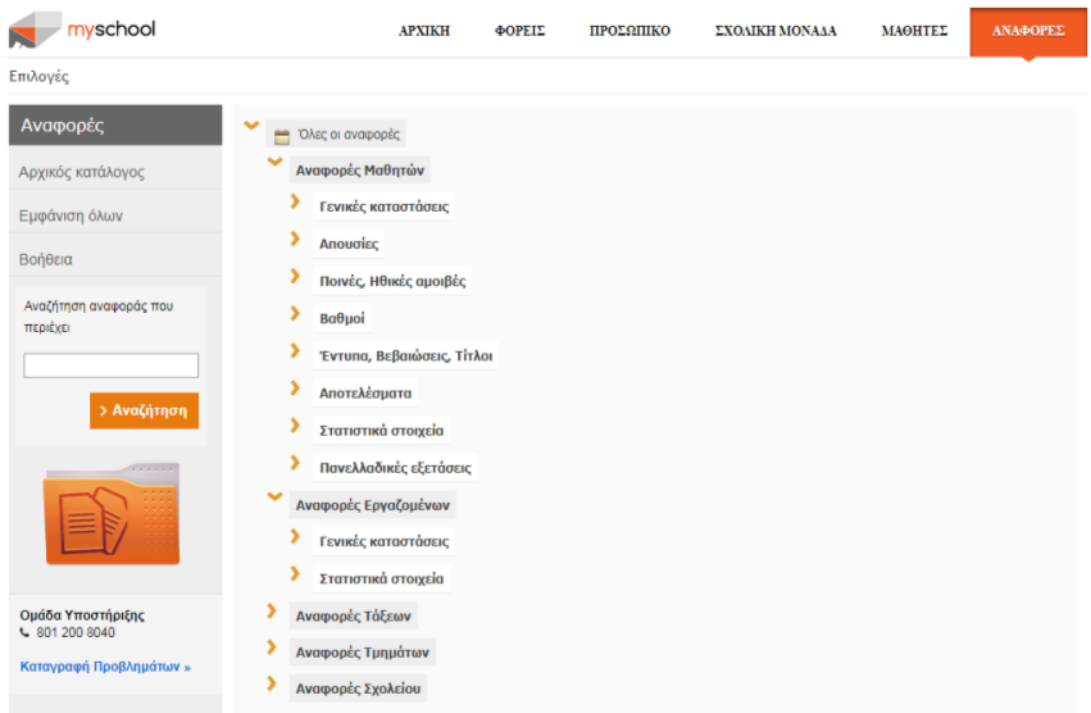 myschool
ΑΡΧΙΚΗ ΦΟΡΕΙΣ ΠΡΟΣΩΠΙΚΟ ΣΧΟΛΙΚΗ ΜΟΝΑΔΑ ΜΑΘΗΤΕΣ ΑΝΑΦΟΡΕΣ
Επιλογές
Αναφορές
Αρχικός κατάλογος
Εμφάνιση όλων
Βοήθεια
Αναζήτηση αναφοράς που
περιέχει
> Αναζήτηση
Ομάδα Υποστήριξης
801 200 8040
Καταγραφή Προβλημάτων »
Όλες οι αναφορές
Αναφορές Μαθητών
Γενικές καταστάσεις
Απουσίες
Ποινές, Ηθικές αμοιβές
Βαθμοί
Έντυπα, Βεβαιώσεις, Τίτλοι
Αποτελέσματα
Στατιστικά στοιχεία
Πανελλαδικές εξετάσεις
Αναφορές Εργαζομένων
Γενικές καταστάσεις
Στατιστικά στοιχεία
Αναφορές Τάξεων
Αναφορές Τμημάτων
Αναφορές Σχολείου